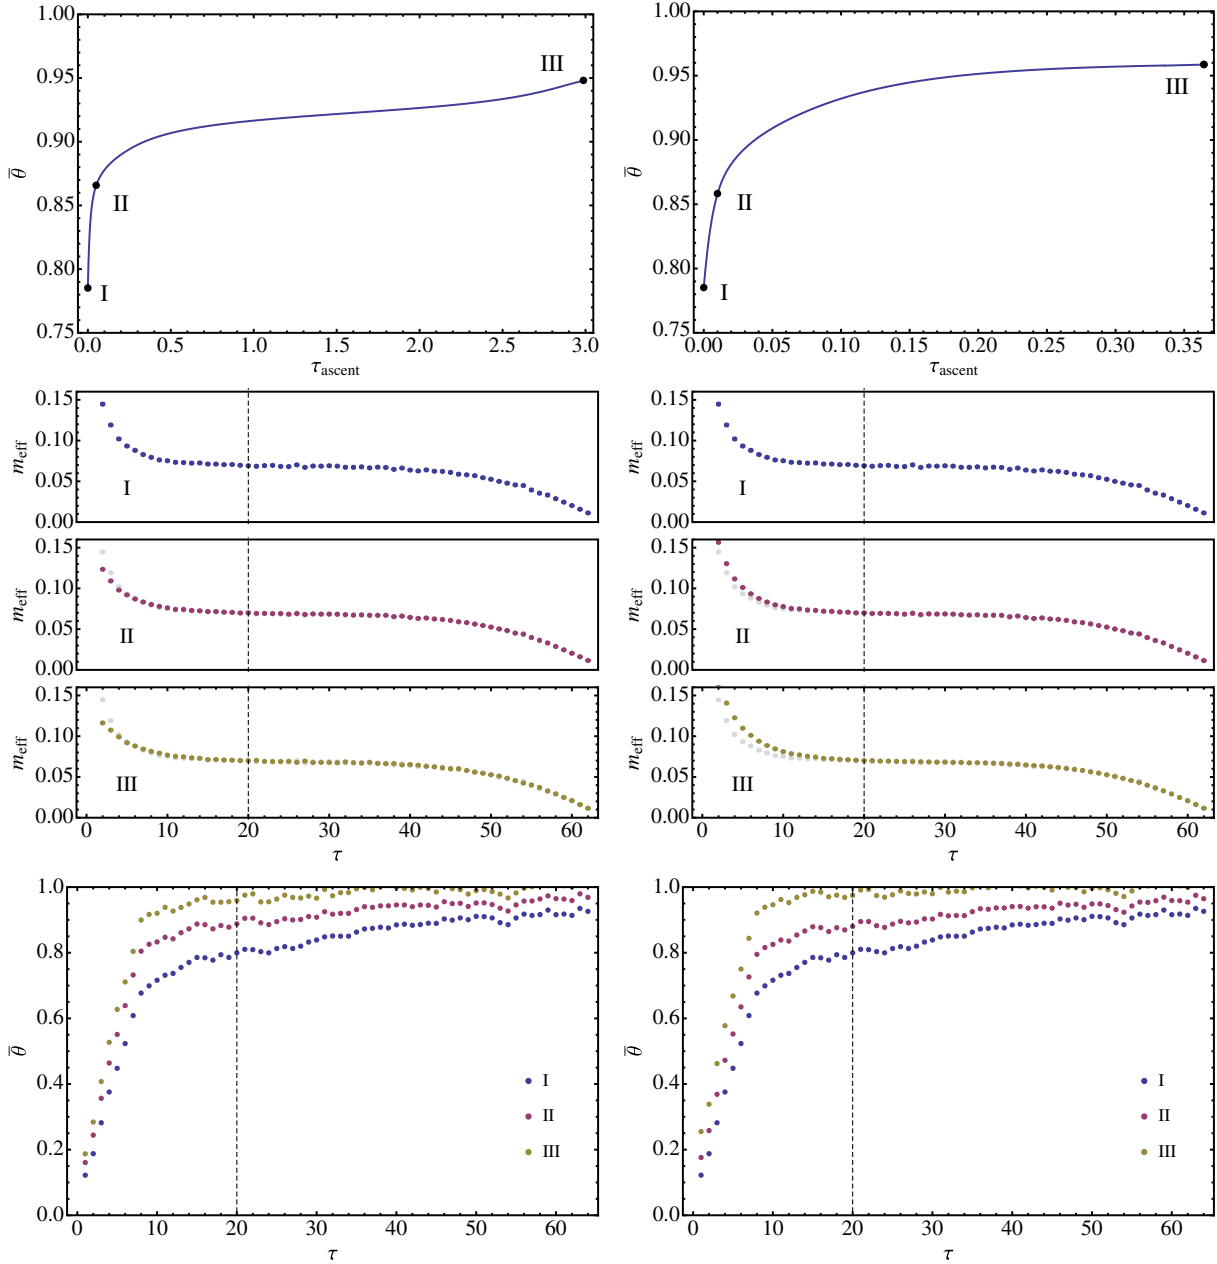 1.00
0.95
0.90
0.85
0.80
0.75
θ̅
I
II
III
0.0 0.5 1.0 1.5 2.0 2.5 3.0
τascent
1.00
0.95
0.90
0.85
0.80
0.75
θ̅
I
II
III
0.00 0.05 0.10 0.15 0.20 0.25 0.30 0.35
τascent
0.15
0.10
0.05
0.00
meff
I
0.15
0.10
0.05
0.00
meff
I
0.15
0.10
0.05
0.00
meff
II
0.15
0.10
0.05
0.00
meff
II
0.15
0.10
0.05
0.00
meff
III
0 10 20 30 40 50 60
τ
0.15
0.10
0.05
0.00
meff
III
0 10 20 30 40 50 60
τ
1.0
0.8
0.6
0.4
0.2
0.0
θ̅
I
II
III
0 10 20 30 40 50 60
τ
1.0
0.8
0.6
0.4
0.2
0.0
θ̅
I
II
III
0 10 20 30 40 50 60
τ